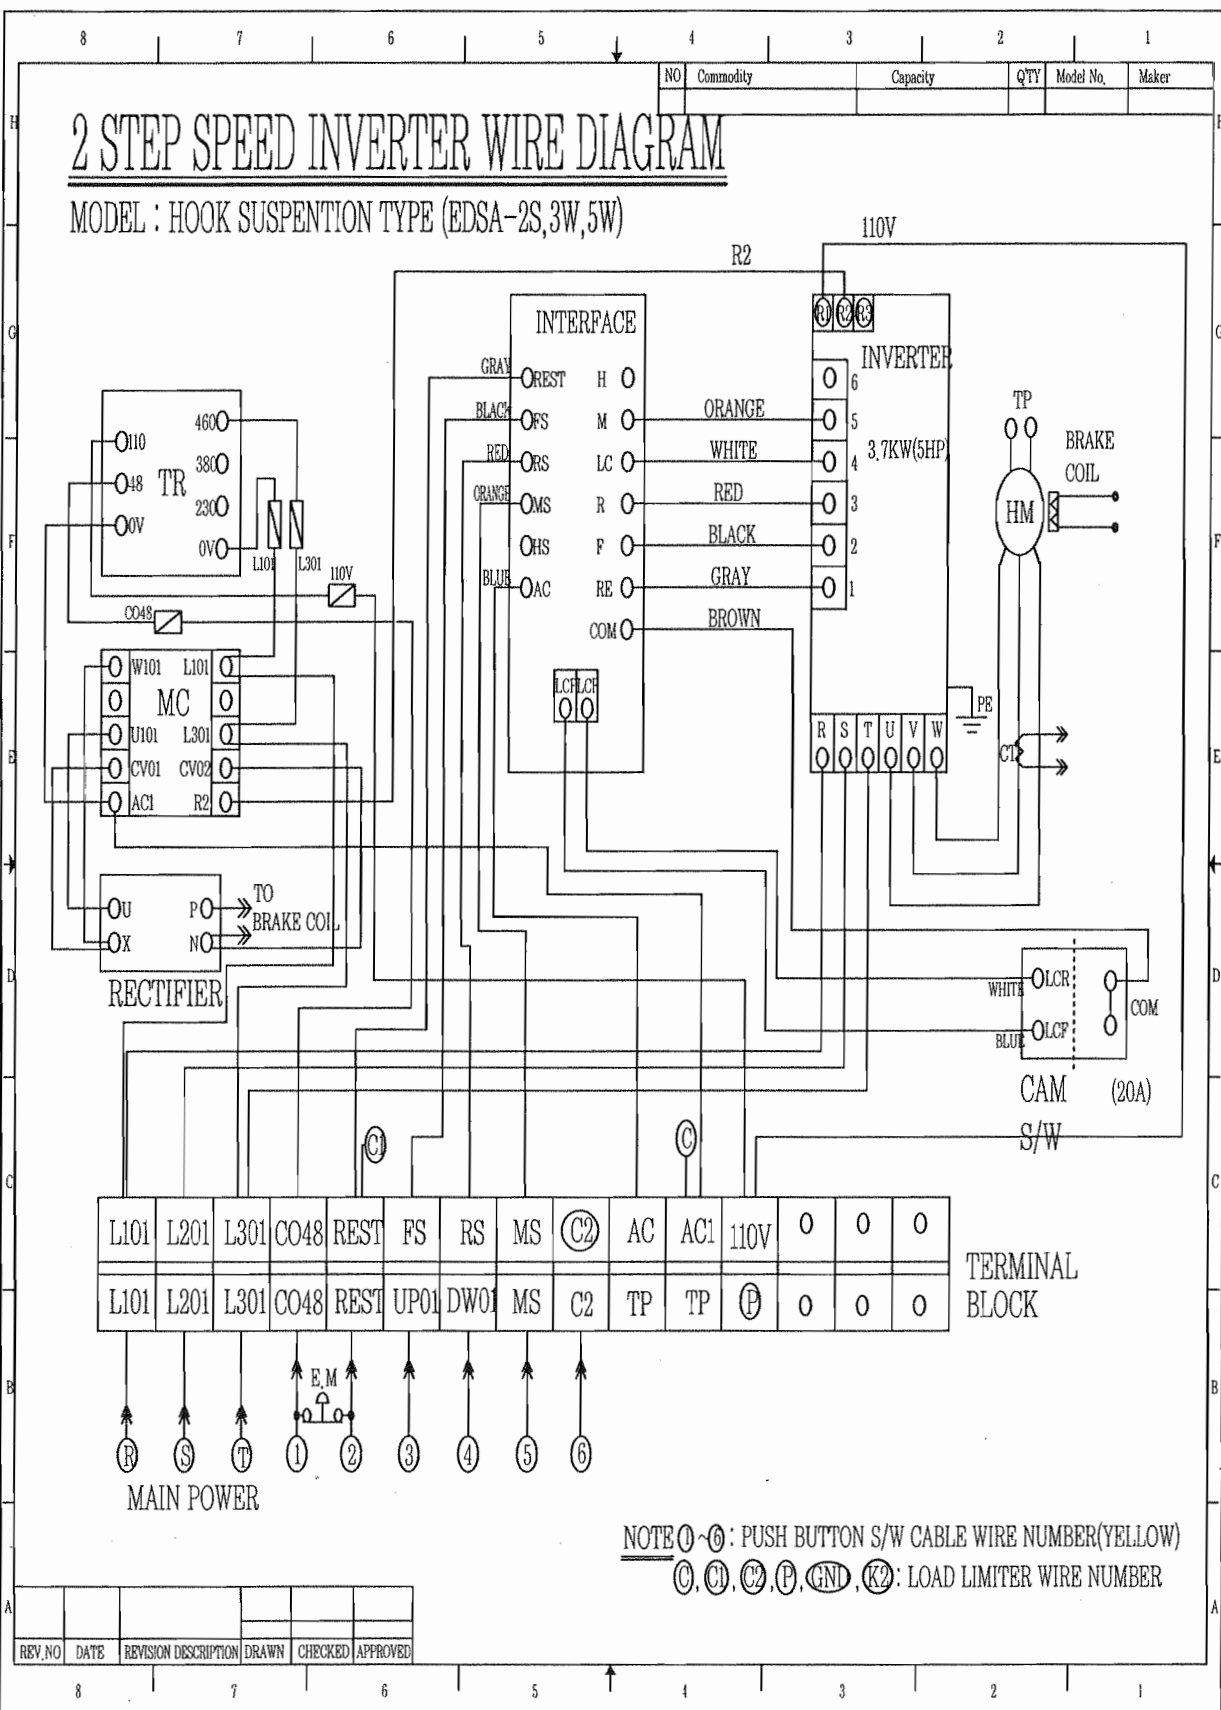 8 7 6 5 4 3 2 1
NO Commodity Capacity Q'TY Model No. Maker
H
2 STEP SPEED INVERTER WIRE DIAGRAM
MODEL : HOOK SUSPENTION TYPE (EDSA-2S,3W,5W)
110V
R2
R1 R2 R3
G G
INTERFACE
INVERTER
3.7KW(5HP)
GRAY REST H
BLACK FS M ORANGE 5
RED RS LC WHITE 4
ORANGE MS R RED 3
HS F BLACK 2
BLUE AC RE GRAY 1
COM BROWN
6
LCF LCF
TP
BRAKE
COIL
HM
460
110
380
48 TR
230
0V
0V
L101 L301
F F
110V
CO48
W101 L101
MC
U101 L301
CV01 CV02
AC1 R2
R S T U V W
PE
CT
E E
U P TO
BRAKE COIL
X N
RECTIFIER
D D
WHITE LCR
COM
BLUE LCF
CAM (20A)
S/W
C1 C
C C
L101 L201 L301 CO48 REST FS RS MS C2 AC AC1 110V 0 0 0
L101 L201 L301 CO48 REST UP01 DW01 MS C2 TP TP P 0 0 0
TERMINAL
BLOCK
B B
E.M
R S T 1 2 3 4 5 6
MAIN POWER
NOTE 1~6 : PUSH BUTTON S/W CABLE WIRE NUMBER(YELLOW)
C, C1, C2, P, GND, K2 : LOAD LIMITER WIRE NUMBER
A A
REV.NO DATE REVISION DESCRIPTION DRAWN CHECKED APPROVED
8 7 6 5 4 3 2 1